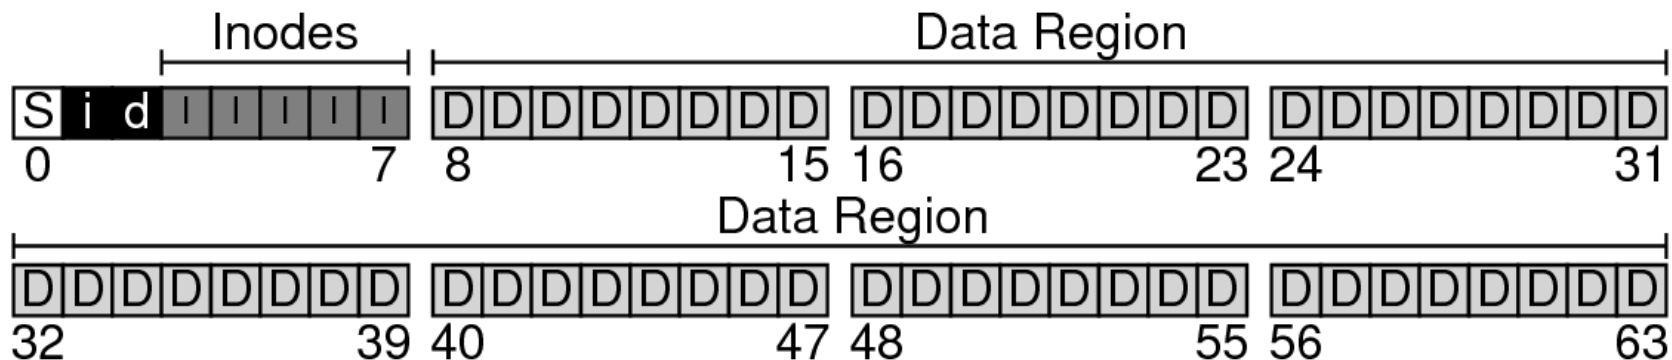 Inodes Data Region
S i d I I I I I D D D D D D D D D D D D D D D D D D D D D D D D
0 7 8 15 16 23 24 31
Data Region
D D D D D D D D D D D D D D D D D D D D D D D D D D D D D D D D
32 39 40 47 48 55 56 63